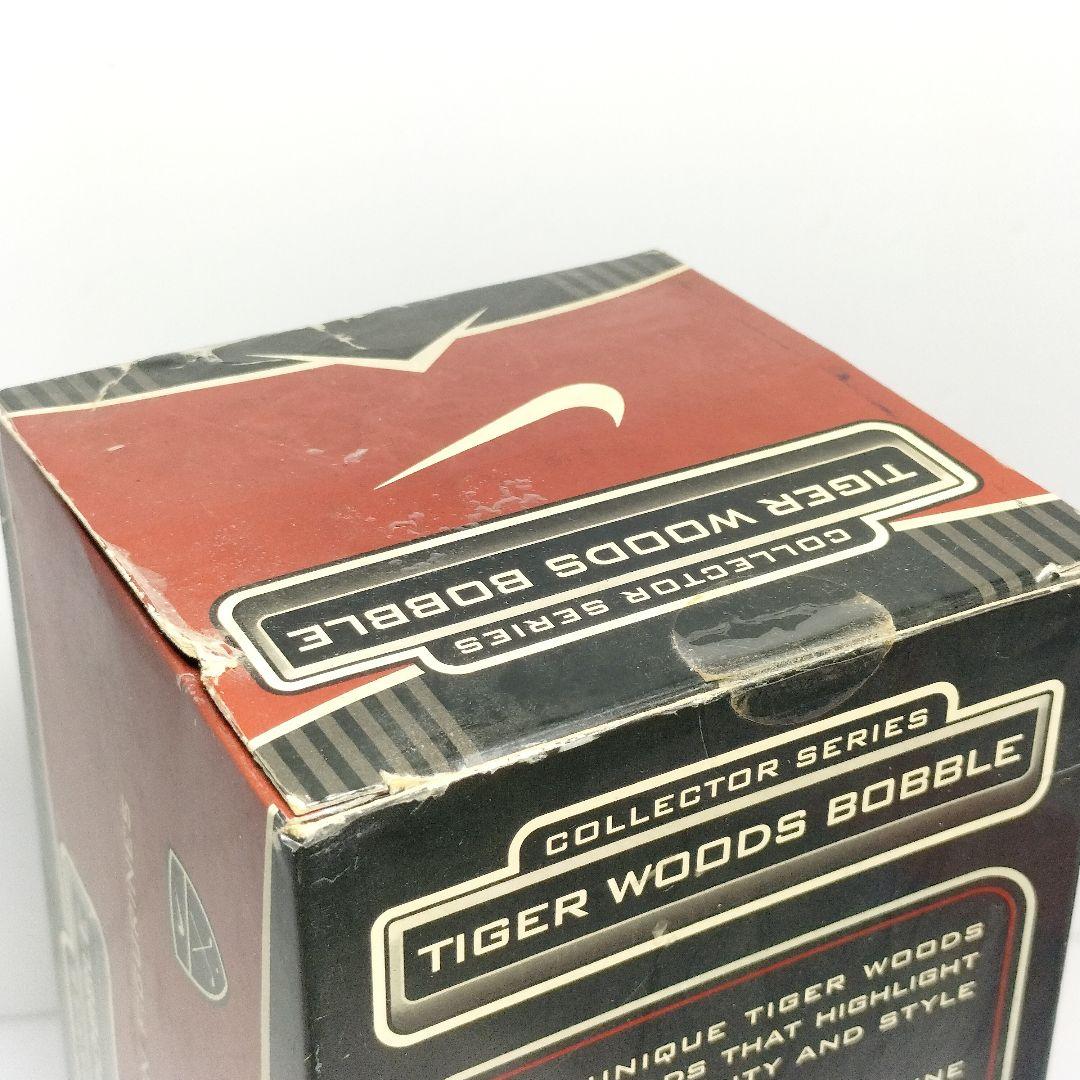 COLLECTOR SERIES
TIGER WOODS BOBBLE
COLLECTOR SERIES
TIGER WOODS BOBBLE
UNIQUE TIGER WOODS
THAT HIGHLIGHT
AND STYLE